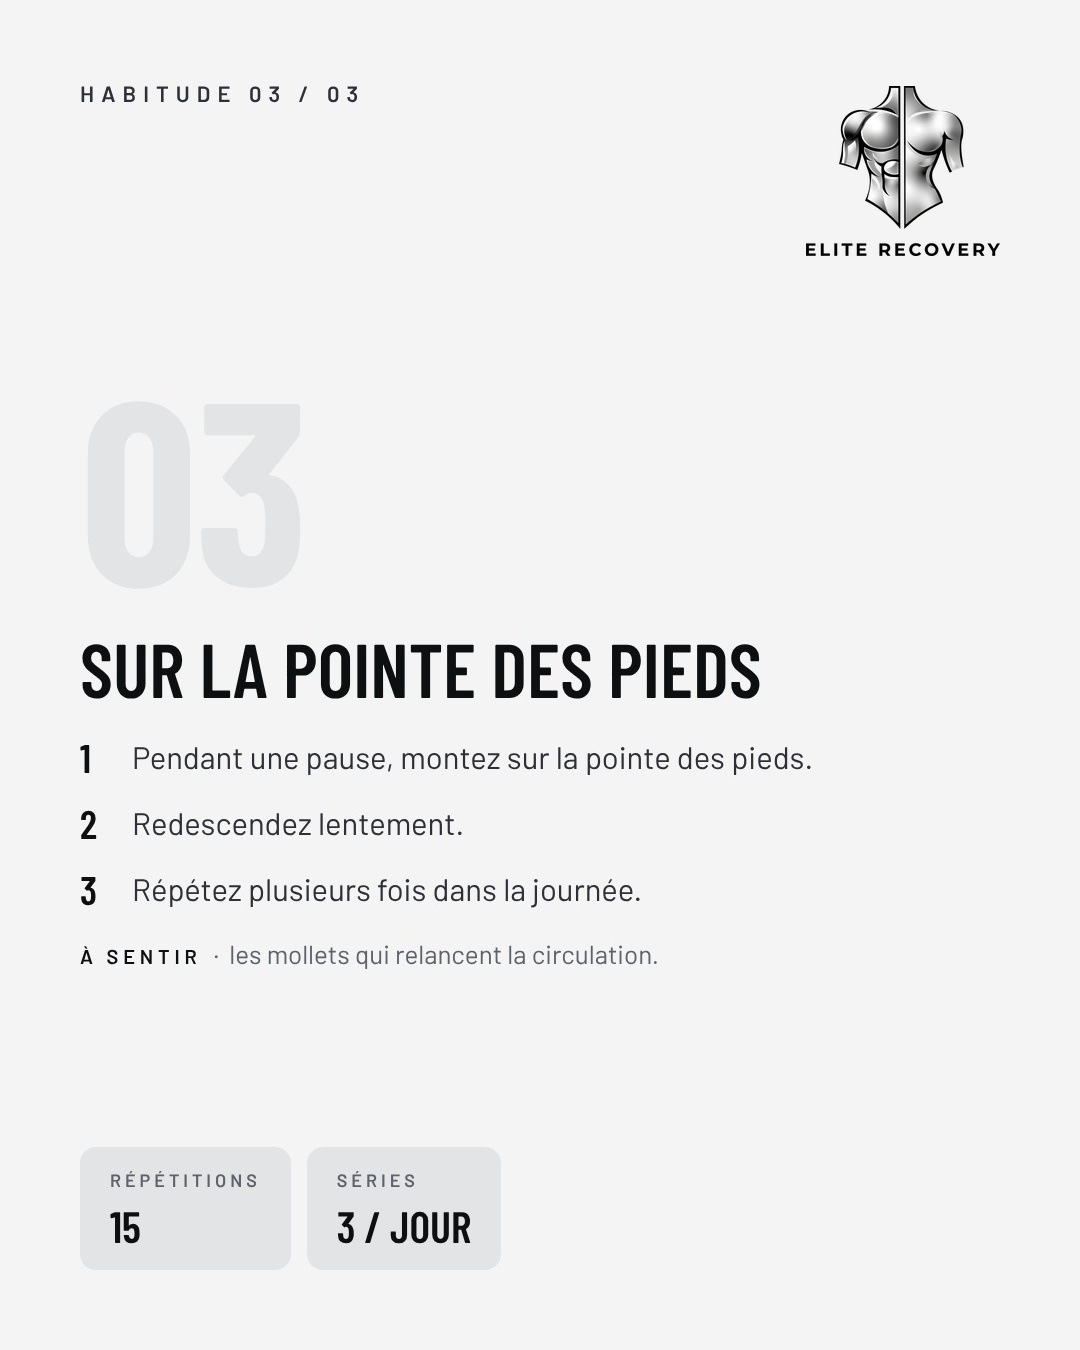 HABITUDE 03 / 03
ELITE RECOVERY
03
SUR LA POINTE DES PIEDS
1 Pendant une pause, montez sur la pointe des pieds.
2 Redescendez lentement.
3 Répétez plusieurs fois dans la journée.
À SENTIR · les mollets qui relancent la circulation.
RÉPÉTITIONS
15
SÉRIES
3 / JOUR